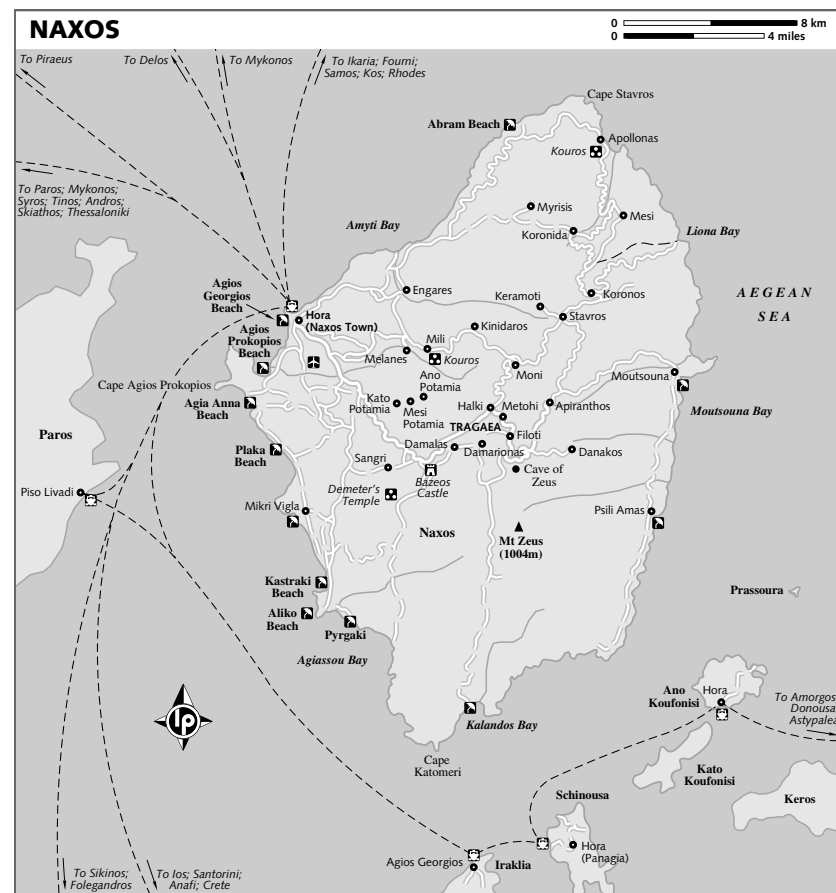 NAXOS
0 8 km
0 4 miles
To Piraeus
To Delos
To Mykonos
To Ikaria; Fourni;
Samos; Kos; Rhodes
Cape Stavros
Abram Beach
Apollonas
Kouros
To Paros; Mykonos;
Syros; Tinos; Andros;
Skiathos; Thessaloniki
Myrisis
Mesi
Amyti Bay
Koronida
Liona Bay
Agios
Georgios
Beach
Engares
Keramoti
Koronos
AEGEAN
SEA
Hora
(Naxos Town)
Stavros
Kinidaros
Agios
Prokopios
Beach
Mili
Melanes
Kouros
Moni
Moutsouna
Cape Agios Prokopios
Ano
Potamia
Kato
Potamia
Mesi
Potamia
Halki
Metohi
Apiranthos
Moutsouna Bay
Agia Anna
Beach
TRAGAEA
Filoti
Paros
Plaka
Beach
Damalas
Damarionas
Danakos
Sangri
Cave of
Zeus
Bazeos
Castle
Demeter's
Temple
Piso Livadi
Mikri Vigla
Psili Amas
Naxos
Mt Zeus
(1004m)
Kastraki
Beach
Prassoura
Aliko
Beach
Pyrgaki
Agiassou Bay
Ano
Koufonisi
Hora
To Amorgos;
Donousa;
Astypalea
lp
Kalandos Bay
Cape
Katomeri
Kato
Koufonisi
Schinousa
Keros
Hora
(Panagia)
Agios Georgios
Iraklia
To Sikinos;
Folegandros
To Ios; Santorini;
Anafi; Crete